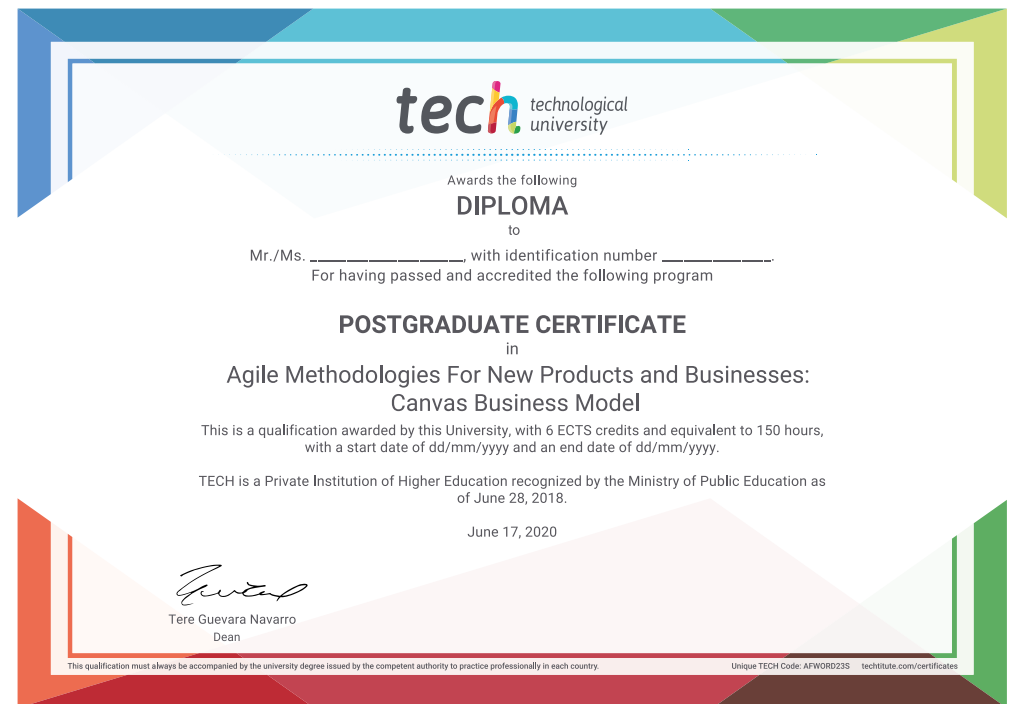 tech technological
university
Awards the following
DIPLOMA
to
Mr./Ms. ____________________, with identification number ______________.
For having passed and accredited the following program
POSTGRADUATE CERTIFICATE
in
Agile Methodologies For New Products and Businesses:
Canvas Business Model
This is a qualification awarded by this University, with 6 ECTS credits and equivalent to 150 hours,
with a start date of dd/mm/yyyy and an end date of dd/mm/yyyy.
TECH is a Private Institution of Higher Education recognized by the Ministry of Public Education as
of June 28, 2018.
June 17, 2020
Tere Guevara Navarro
Dean
This qualification must always be accompanied by the university degree issued by the competent authority to practice professionally in each country. Unique TECH Code: AFWORD23S techtitute.com/certificates